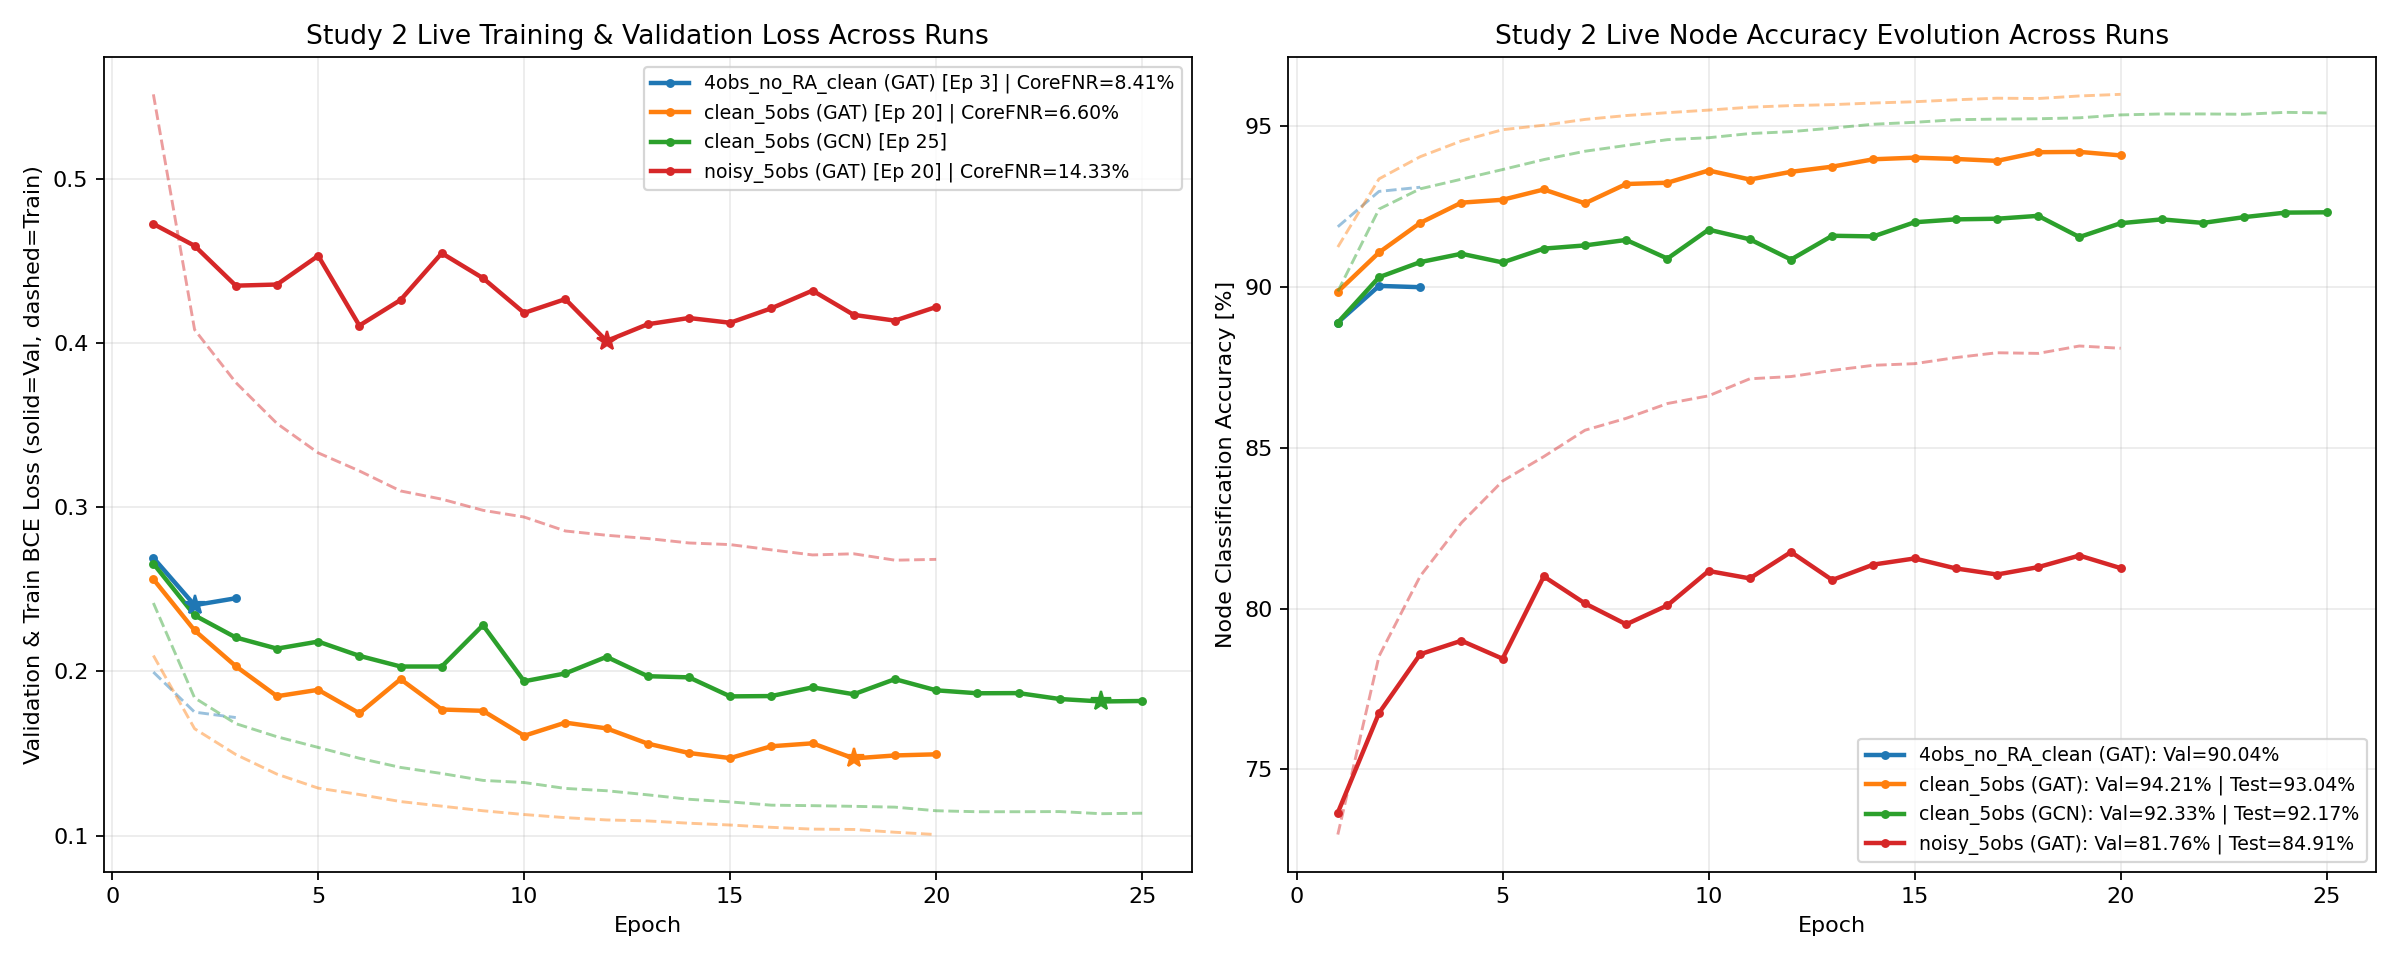 Study 2 Live Training & Validation Loss Across Runs
Validation & Train BCE Loss (solid=Val, dashed=Train)
0.5
0.4
0.3
0.2
0.1
4obs_no_RA_clean (GAT) [Ep 3] | CoreFNR=8.41%
clean_5obs (GAT) [Ep 20] | CoreFNR=6.60%
clean_5obs (GCN) [Ep 25]
noisy_5obs (GAT) [Ep 20] | CoreFNR=14.33%
0 5 10 15 20 25
Epoch
Study 2 Live Node Accuracy Evolution Across Runs
Node Classification Accuracy [%]
95
90
85
80
75
4obs_no_RA_clean (GAT): Val=90.04%
clean_5obs (GAT): Val=94.21% | Test=93.04%
clean_5obs (GCN): Val=92.33% | Test=92.17%
noisy_5obs (GAT): Val=81.76% | Test=84.91%
0 5 10 15 20 25
Epoch